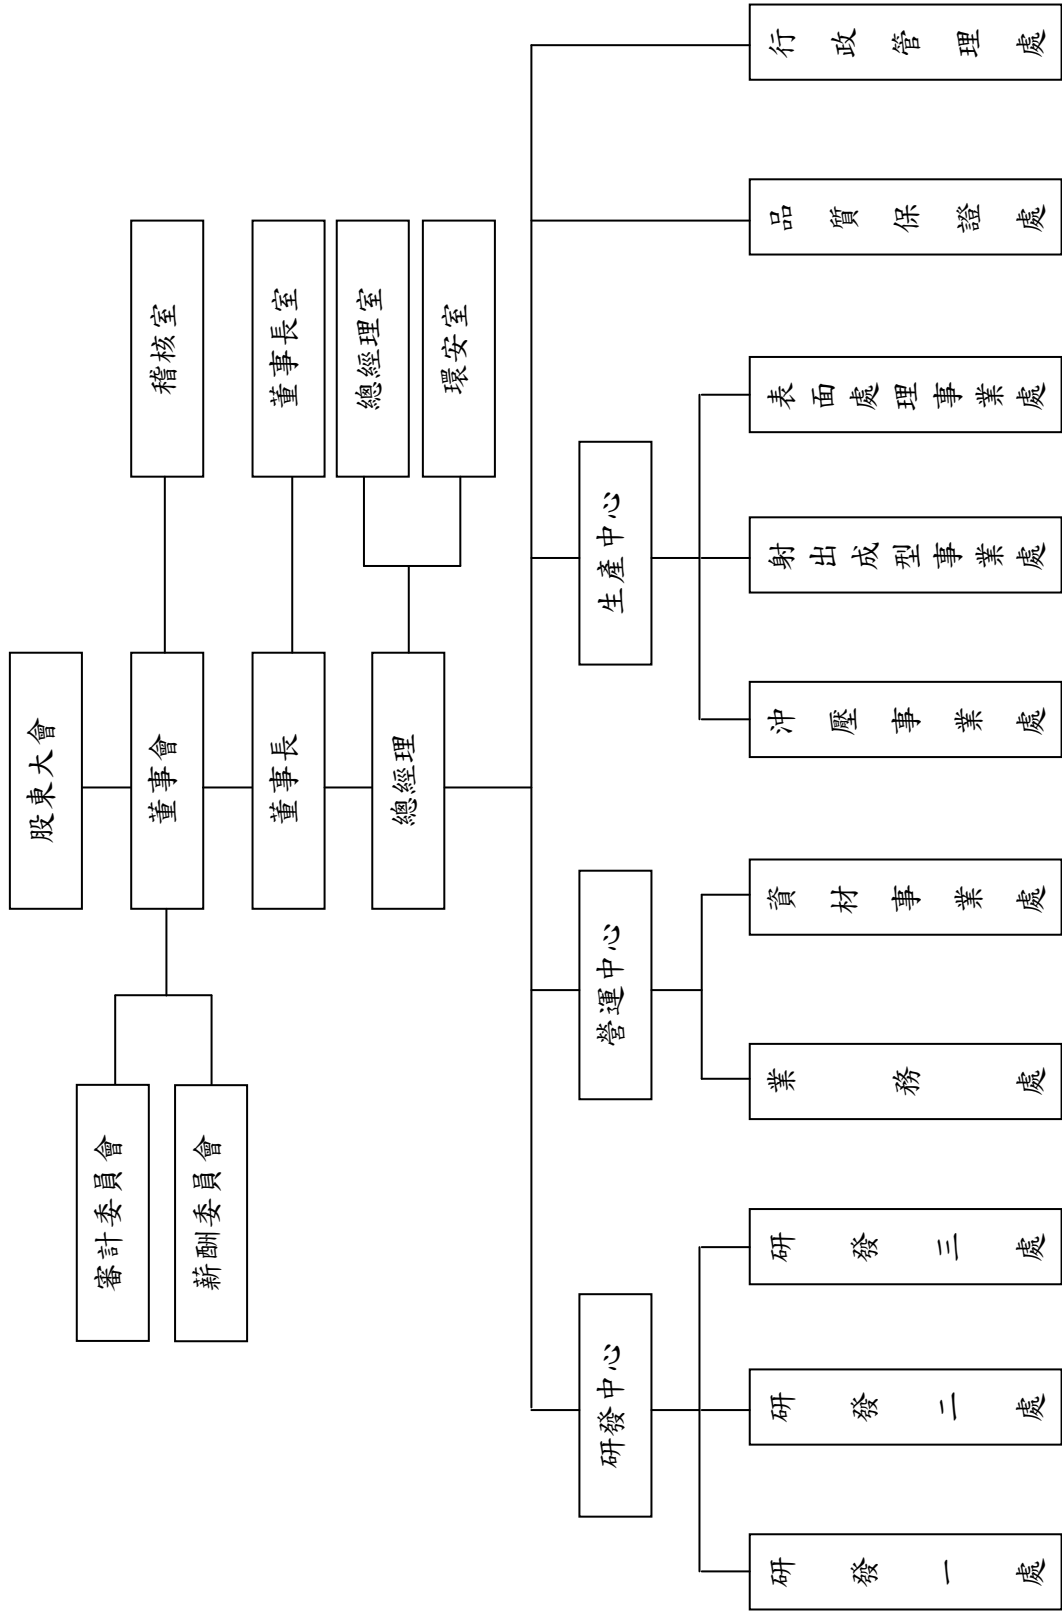 股東大會
審計委員會
薪酬委員會
董事會
稽核室
董事長
董事長室
總經理
總經理室
環安室
研發中心
營運中心
生產中心
研發一處
研發二處
研發三處
業務處
資材事業處
沖壓事業處
射出成型事業處
表面處理事業處
品質保證處
行政管理處